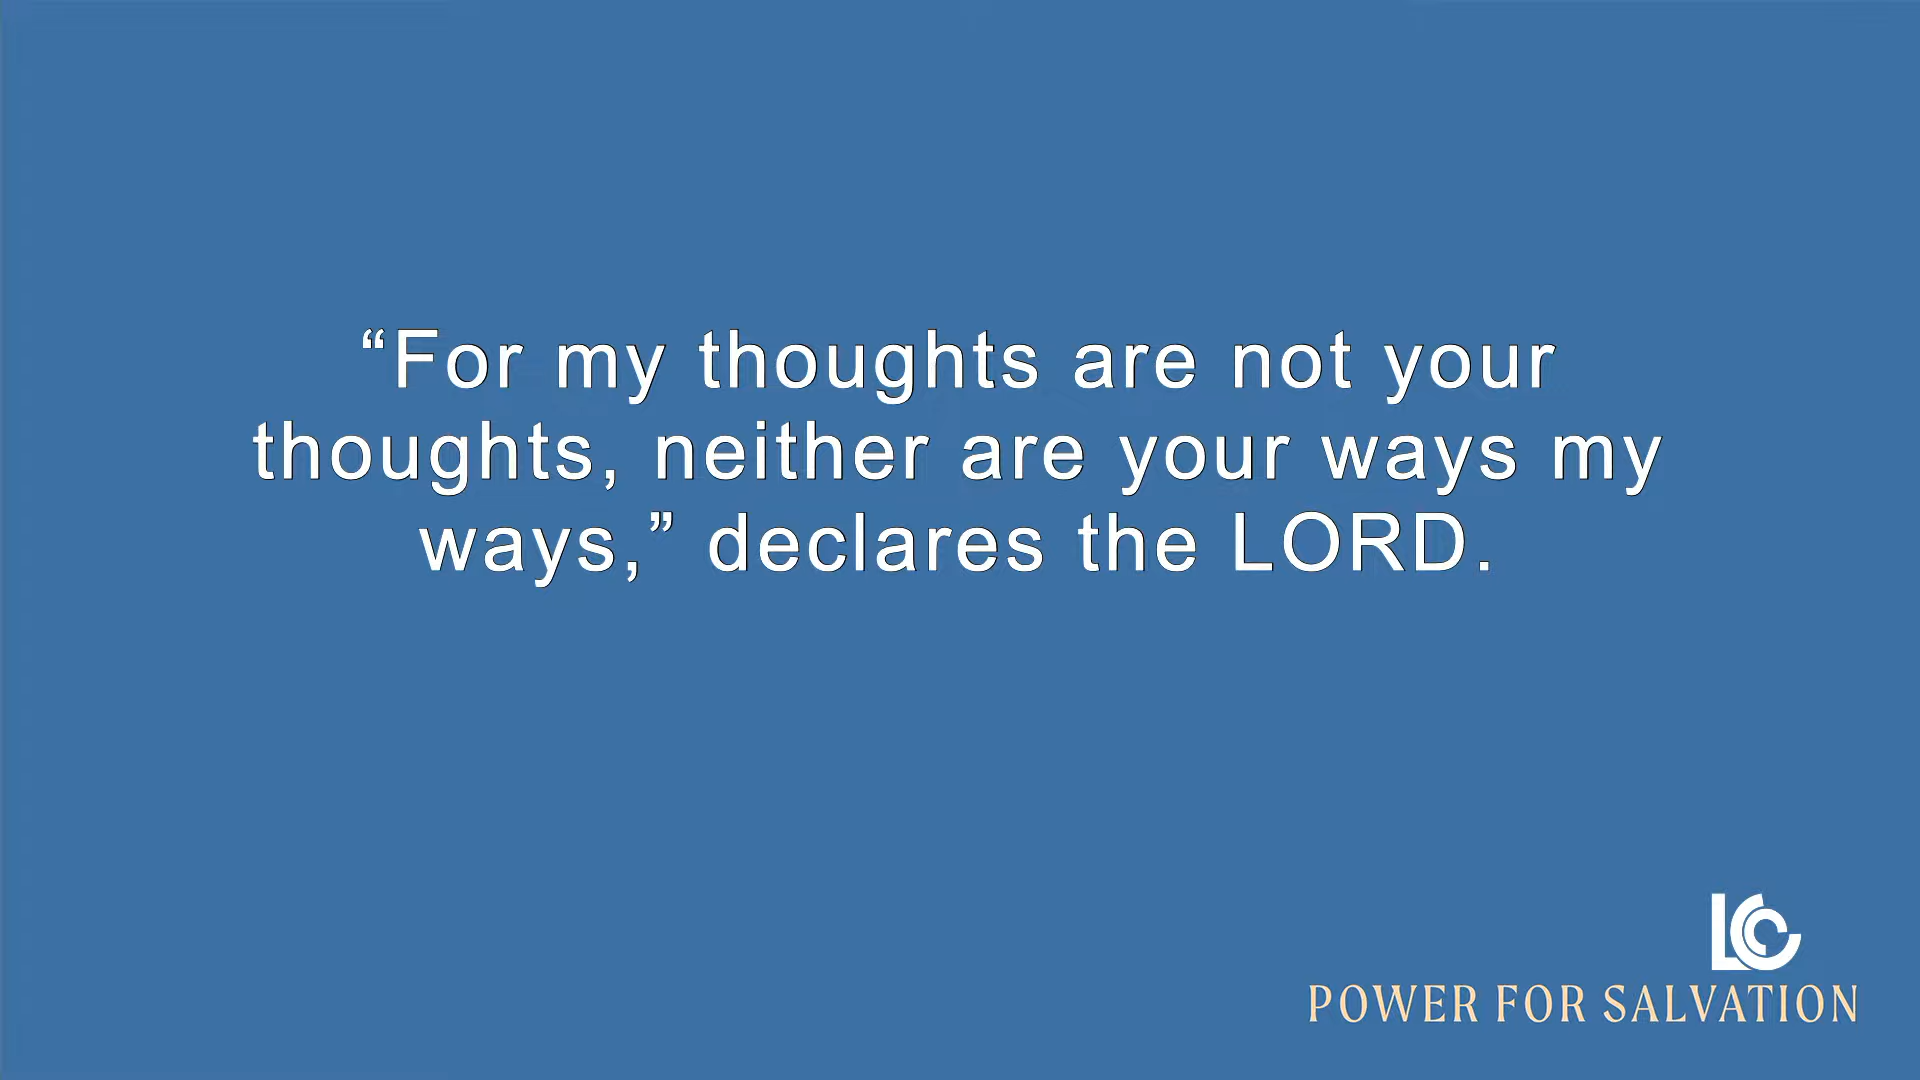 “For my thoughts are not your
thoughts, neither are your ways my
ways,” declares the LORD.
LCC
POWER FOR SALVATION